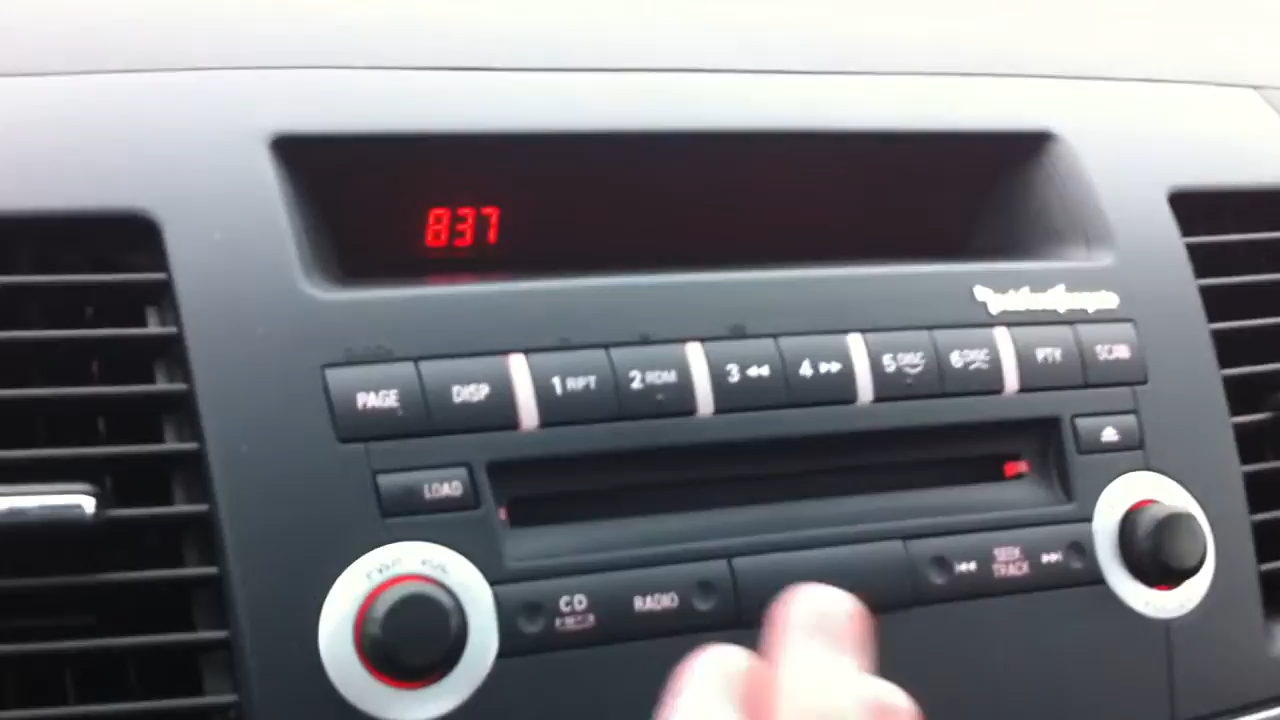 837
PAGE DISP 1 RPT 2 RDM 3 4 5 DISC 6 DISC PTY SCAN
LOAD
CD RADIO SEEK
TRACK